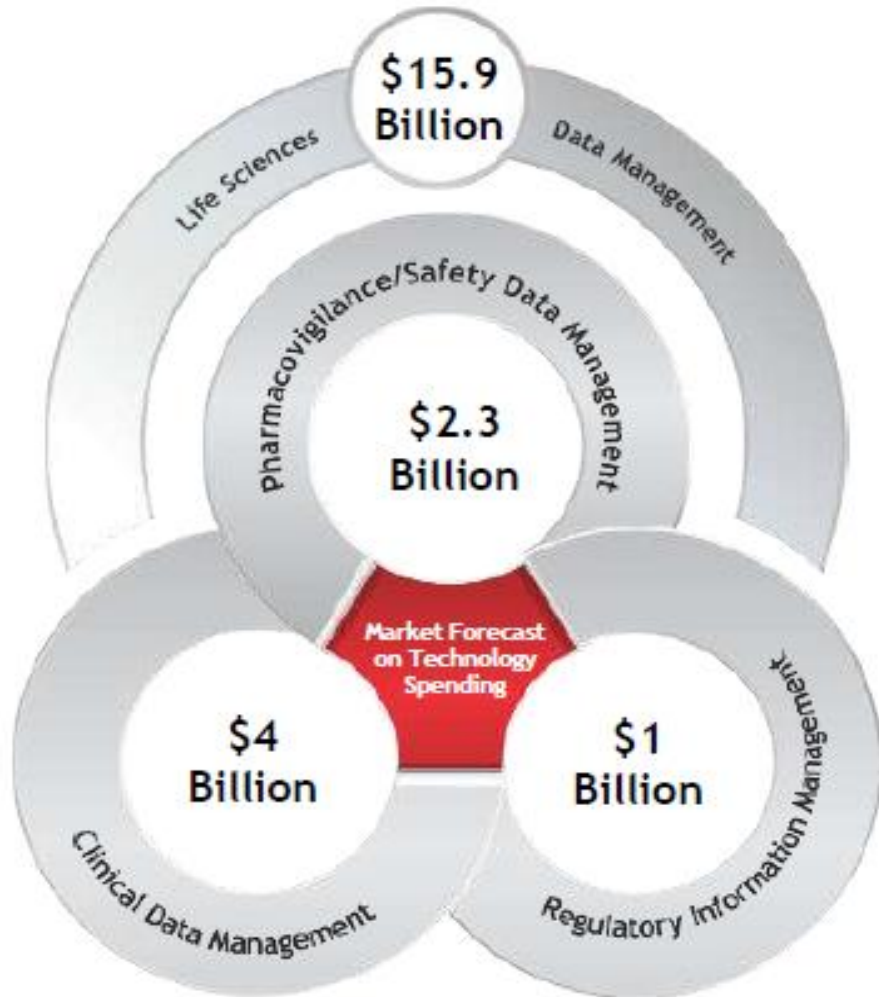 $15.9
Billion
Life Sciences
Data Management
Pharmacovigilance/Safety Data Management
$2.3
Billion
Market Forecast
on Technology
Spending
$4
Billion
Clinical Data Management
$1
Billion
Regulatory Information Management